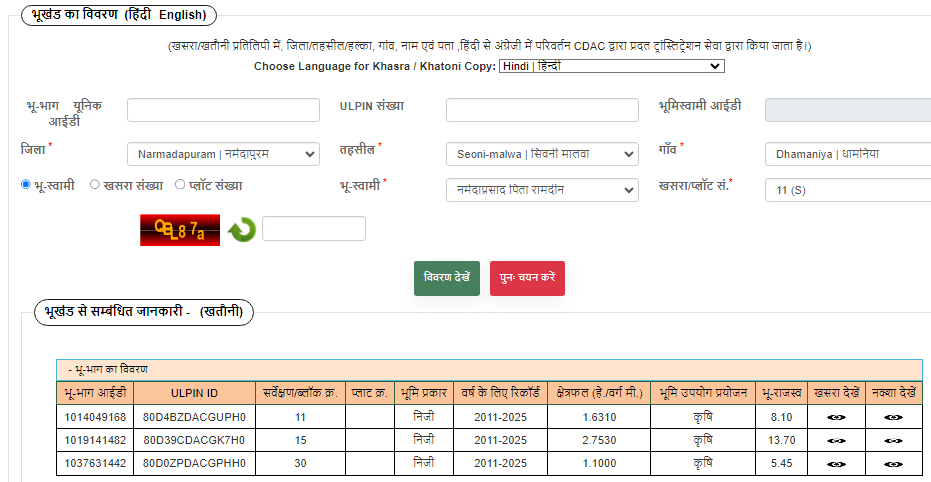 भूखंड का विवरण (हिंदी English)
(खसरा/खतौनी प्रतिलिपी में, जिला/तहसील/हल्का, गांव, नाम एवं पता ,हिंदी से अंग्रेजी में परिवर्तन CDAC द्वारा प्रदत ट्रांस्लिट्रेशन सेवा द्वारा किया जाता है।)
Choose Language for Khasra / Khatoni Copy: Hindi | हिन्दी
भू-भाग यूनिक आईडी ULPIN संख्या भूमिस्वामी आईडी
जिला * Narmadapuram | नर्मदापुरम तहसील * Seoni-malwa | सिवनी मालवा गाँव * Dhamaniya | धामनिया
भू-स्वामी खसरा संख्या प्लॉट संख्या भू-स्वामी * नर्मदाप्रसाद पिता रामदीन खसरा/प्लॉट सं.* 11 (S)
QBL87a
विवरण देखें पुनः चयन करें
भूखंड से सम्बंधित जानकारी - (खतौनी)
- भू-भाग का विवरण
भू-भाग आईडी ULPIN ID सर्वेक्षण/ब्लॉक क्र. प्लाट क्र. भूमि प्रकार वर्ष के लिए रिकॉर्ड क्षेत्रफल (हे./वर्ग मी.) भूमि उपयोग प्रयोजन भू-राजस्व खसरा देखें नक्शा देखें
1014049168 80D4BZDACGUPH0 11 निजी 2011-2025 1.6310 कृषि 8.10
1019141482 80D39CDACGK7H0 15 निजी 2011-2025 2.7530 कृषि 13.70
1037631442 80D0ZPDACGPHH0 30 निजी 2011-2025 1.1000 कृषि 5.45